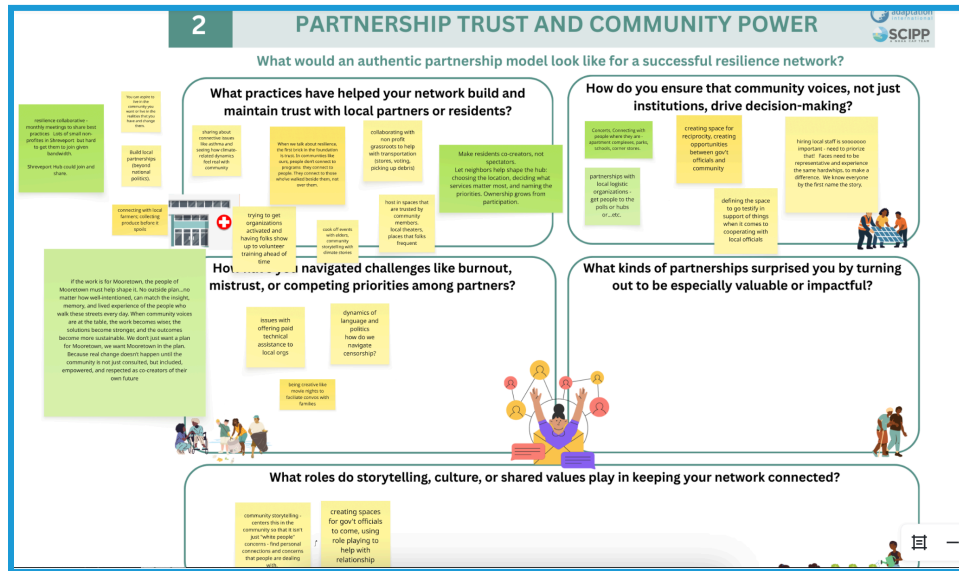 2
PARTNERSHIP TRUST AND COMMUNITY POWER
adaptation
international
SCIPP
What would an authentic partnership model look like for a successful resilience network?
resilience collaborative -
monthly meetings to share best
practices Lots of small non-
profites in Shriveport but hard
to get them to join given
bandwidth.
Shreveport Hub could join and
share.
You can aspire to
live in the
community you
want or live in the
realities that you
have and change
them.
Build local
partnerships
(beyond
national
politics).
connecting with local
farmers, collecting
produce before it
spoils
What practices have helped your network build and
maintain trust with local partners or residents?
sharing about
connective issues
like asthma and
seeing how climate-
related dynamics
feel real with
community
When we talk about resilience,
the first brick in the foundation
is trust. In communities like
ours, people don't connect to
programs. they connect to
people. They connect to those
who've walked beside them, not
over them.
collaborating with
non profit
grassroots to help
with transportation
(stores, voting,
picking up debris)
Make residents co-creators, not
spectators.
Let neighbors help shape the hub:
choosing the location, deciding what
services matter most, and naming the
priorities. Ownership grows from
participation.
trying to get
organizations
activated and
having folks show
up to volunteer
training ahead of
time
cook off events
with elders,
community
storytelling with
climate stories
host in spaces that
are trusted by
community
members.
local theaters,
places that folks
frequent
How do you ensure that community voices, not just
institutions, drive decision-making?
Concerts. Connecting with
people where they are -
apartment complexes, parks,
schools, corner stores.
partnerships with
local logistic
organizations -
get people to the
polls or hubs
or...etc.
creating space for
reciprocity, creating
opportunities
between gov't
officials and
community
defining the space
to go testify in
support of things
when it comes to
cooperating with
local officials
hiring local staff is soooooo
important - need to priorize
that! Faces need to be
representative and experience
the same hardships, to make a
difference. We know everyone
by the first name the story.
If the work is for Mooretown, the people of
Mooretown must help shape it. No outside plan...no
matter how well-intentioned, can match the insight,
memory, and lived experience of the people who
walk these streets every day. When community voices
are at the table, the work becomes wiser, the
solutions become stronger, and the outcomes
become more sustainable. We don't just want a plan
for Mooretown, we want Mooretown in the plan.
Because real change doesn't happen until the
community is not just consulted, but included,
empowered, and respected as co-creators of their
own future
How have you navigated challenges like burnout,
mistrust, or competing priorities among partners?
issues with
offering paid
technical
assistance to
local orgs
dynamics of
language and
politics
how do we
navigate
censorship?
being creative like
movie nights to
faciliate convos with
families
What kinds of partnerships surprised you by turning
out to be especially valuable or impactful?
What roles do storytelling, culture, or shared values play in keeping your network connected?
community storytelling -
centers this in the
community so that it isn't
just "white people"
concerns - find personal
connections and concerns
that people are dealing
with.
creating spaces
for gov't officials
to come, using
role playing to
help with
relationship